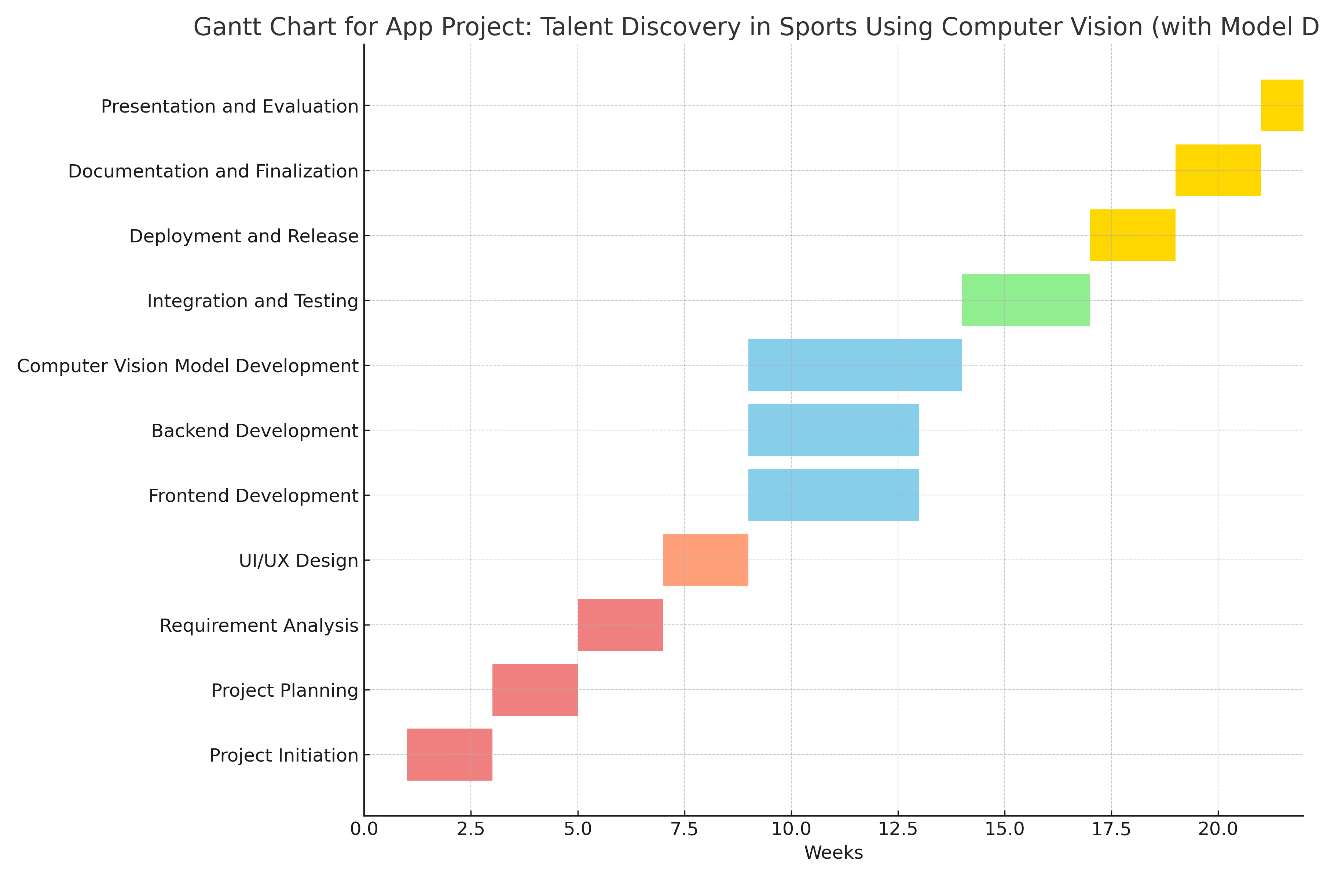 Gantt Chart for App Project: Talent Discovery in Sports Using Computer Vision (with Model D
Presentation and Evaluation
Documentation and Finalization
Deployment and Release
Integration and Testing
Computer Vision Model Development
Backend Development
Frontend Development
UI/UX Design
Requirement Analysis
Project Planning
Project Initiation
0.0 2.5 5.0 7.5 10.0 12.5 15.0 17.5 20.0
Weeks